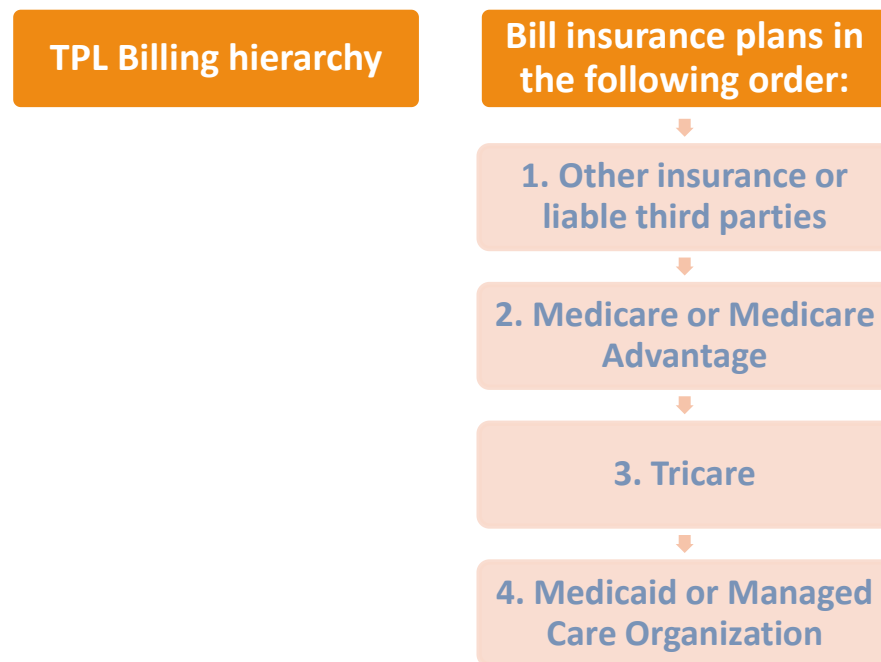 TPL Billing hierarchy
Bill insurance plans in
the following order:
1. Other insurance or
liable third parties
2. Medicare or Medicare
Advantage
3. Tricare
4. Medicaid or Managed
Care Organization